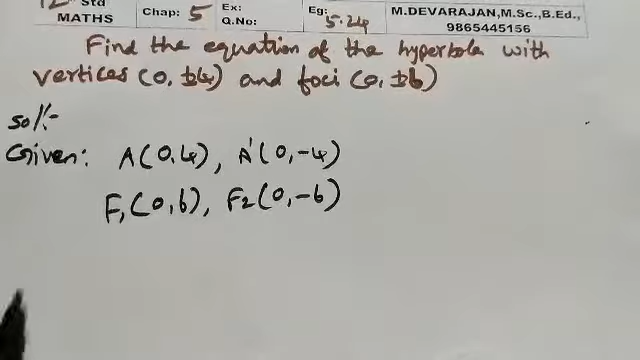 12 Std
MATHS
Chap: 5
Ex:
Q.No:
Eg: 5.24
M.DEVARAJAN,M.Sc.,B.Ed.,
9865445156
Find the equation of the hyperbola with
vertices (0, ±4) and foci (0, ±6)
sol:-
Given: A(0,4), A'(0,-4)
F₁(0,6), F2(0,-6)